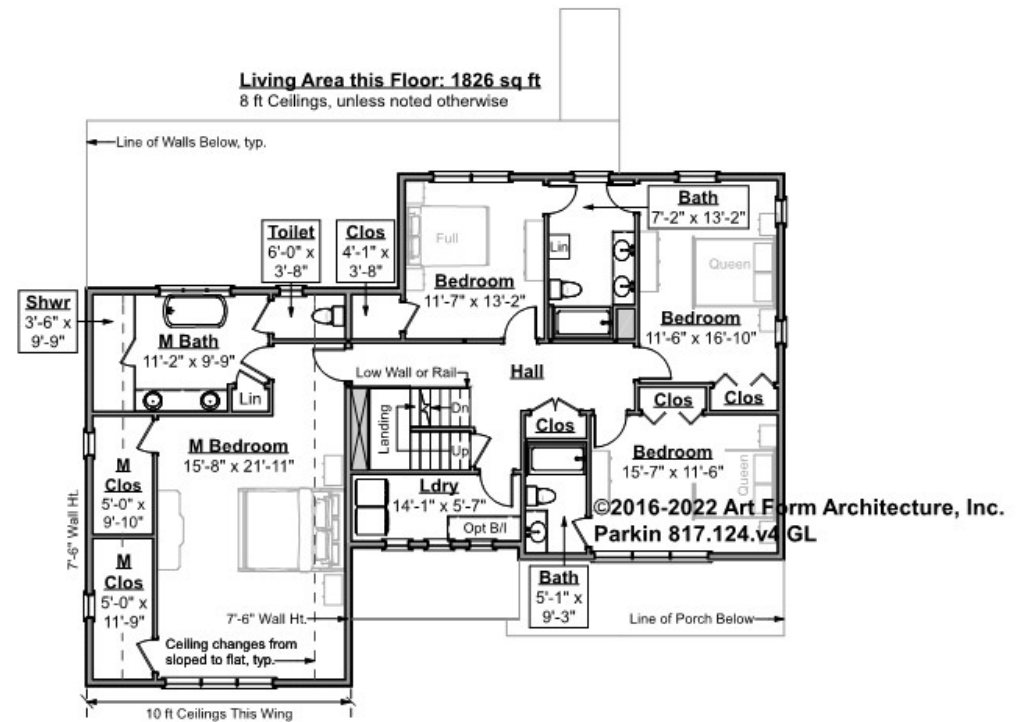 Living Area this Floor: 1826 sq ft
8 ft Ceilings, unless noted otherwise
Line of Walls Below, typ.
Bath
7'-2" x 13'-2"
Toilet
6'-0" x
3'-8"
Clos
4'-1" x
3'-8"
Full
Lin
Queen
Bedroom
11'-7" x 13'-2"
Shwr
3'-6" x
9'-9"
M Bath
11'-2" x 9'-9"
Bedroom
11'-6" x 16'-10"
Low Wall or Rail
Hall
Lin
Clos
Clos
Landing
Dn
Clos
Up
M Bedroom
15'-8" x 21'-11"
Bedroom
15'-7" x 11'-6"
Queen
M
Clos
5'-0" x
9'-10"
Ldry
14'-1" x 5'-7"
Opt B/I
©2016-2022 Art Form Architecture, Inc.
Parkin 817.124.v4 GL
7'-6" Wall Ht.
M
Clos
5'-0" x
11'-9"
Bath
5'-1" x
9'-3"
7'-6" Wall Ht.
Line of Porch Below
Ceiling changes from
sloped to flat, typ.
10 ft Ceilings This Wing